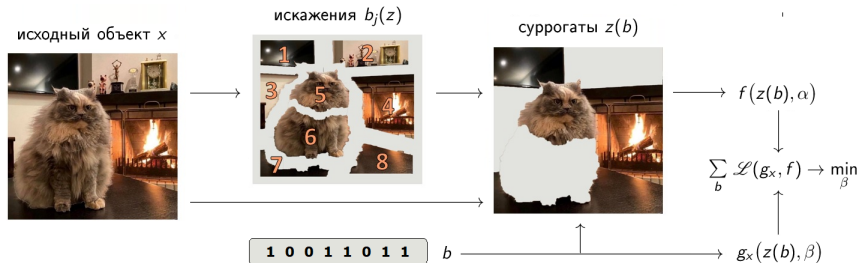 исходный объект x
искажения b_j(z)
суррогаты z(b)
1
2
3
4
5
6
7
8
f(z(b), α)
∑_b ℒ(g_x, f) → min_β
1 0 0 1 1 0 1 1
b
g_x(z(b), β)